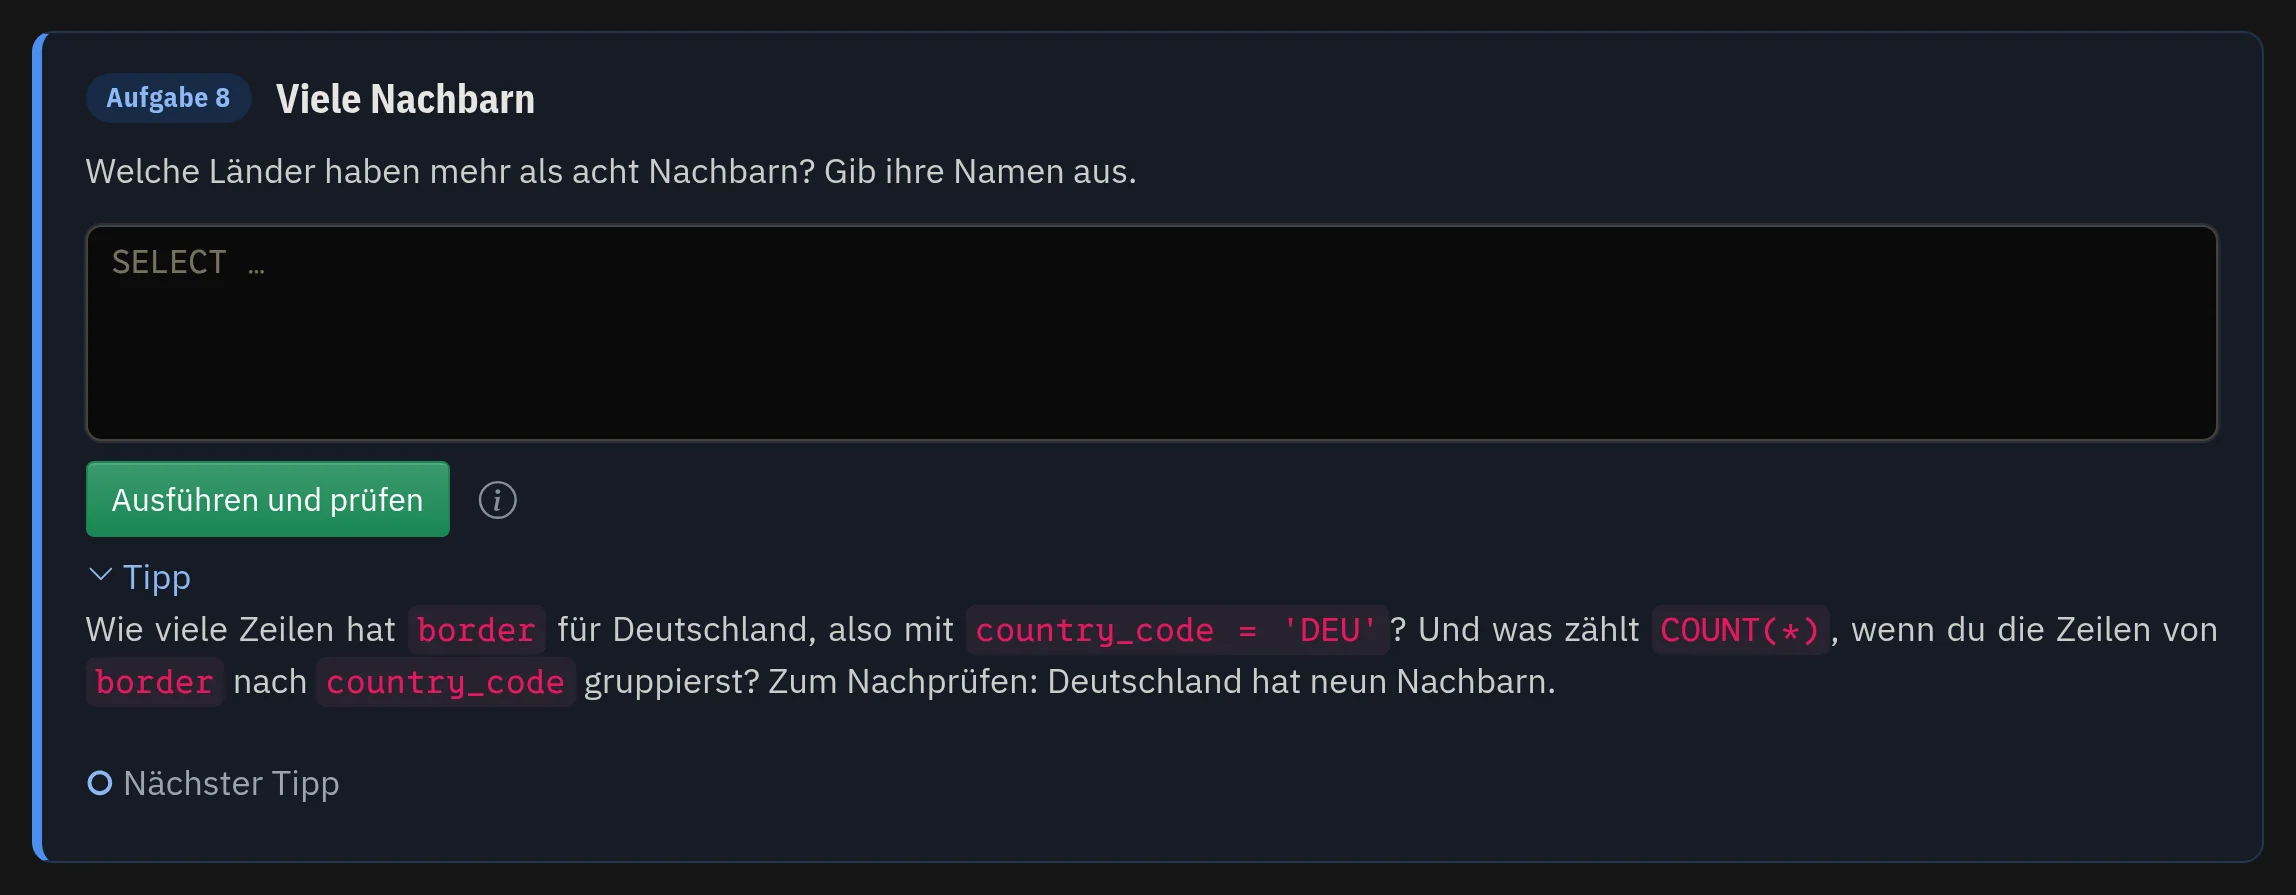 Aufgabe 8 Viele Nachbarn
Welche Länder haben mehr als acht Nachbarn? Gib ihre Namen aus.
SELECT …
Ausführen und prüfen i
Tipp
Wie viele Zeilen hat border für Deutschland, also mit country_code = 'DEU'? Und was zählt COUNT(*), wenn du die Zeilen von
border nach country_code gruppierst? Zum Nachprüfen: Deutschland hat neun Nachbarn.
Nächster Tipp